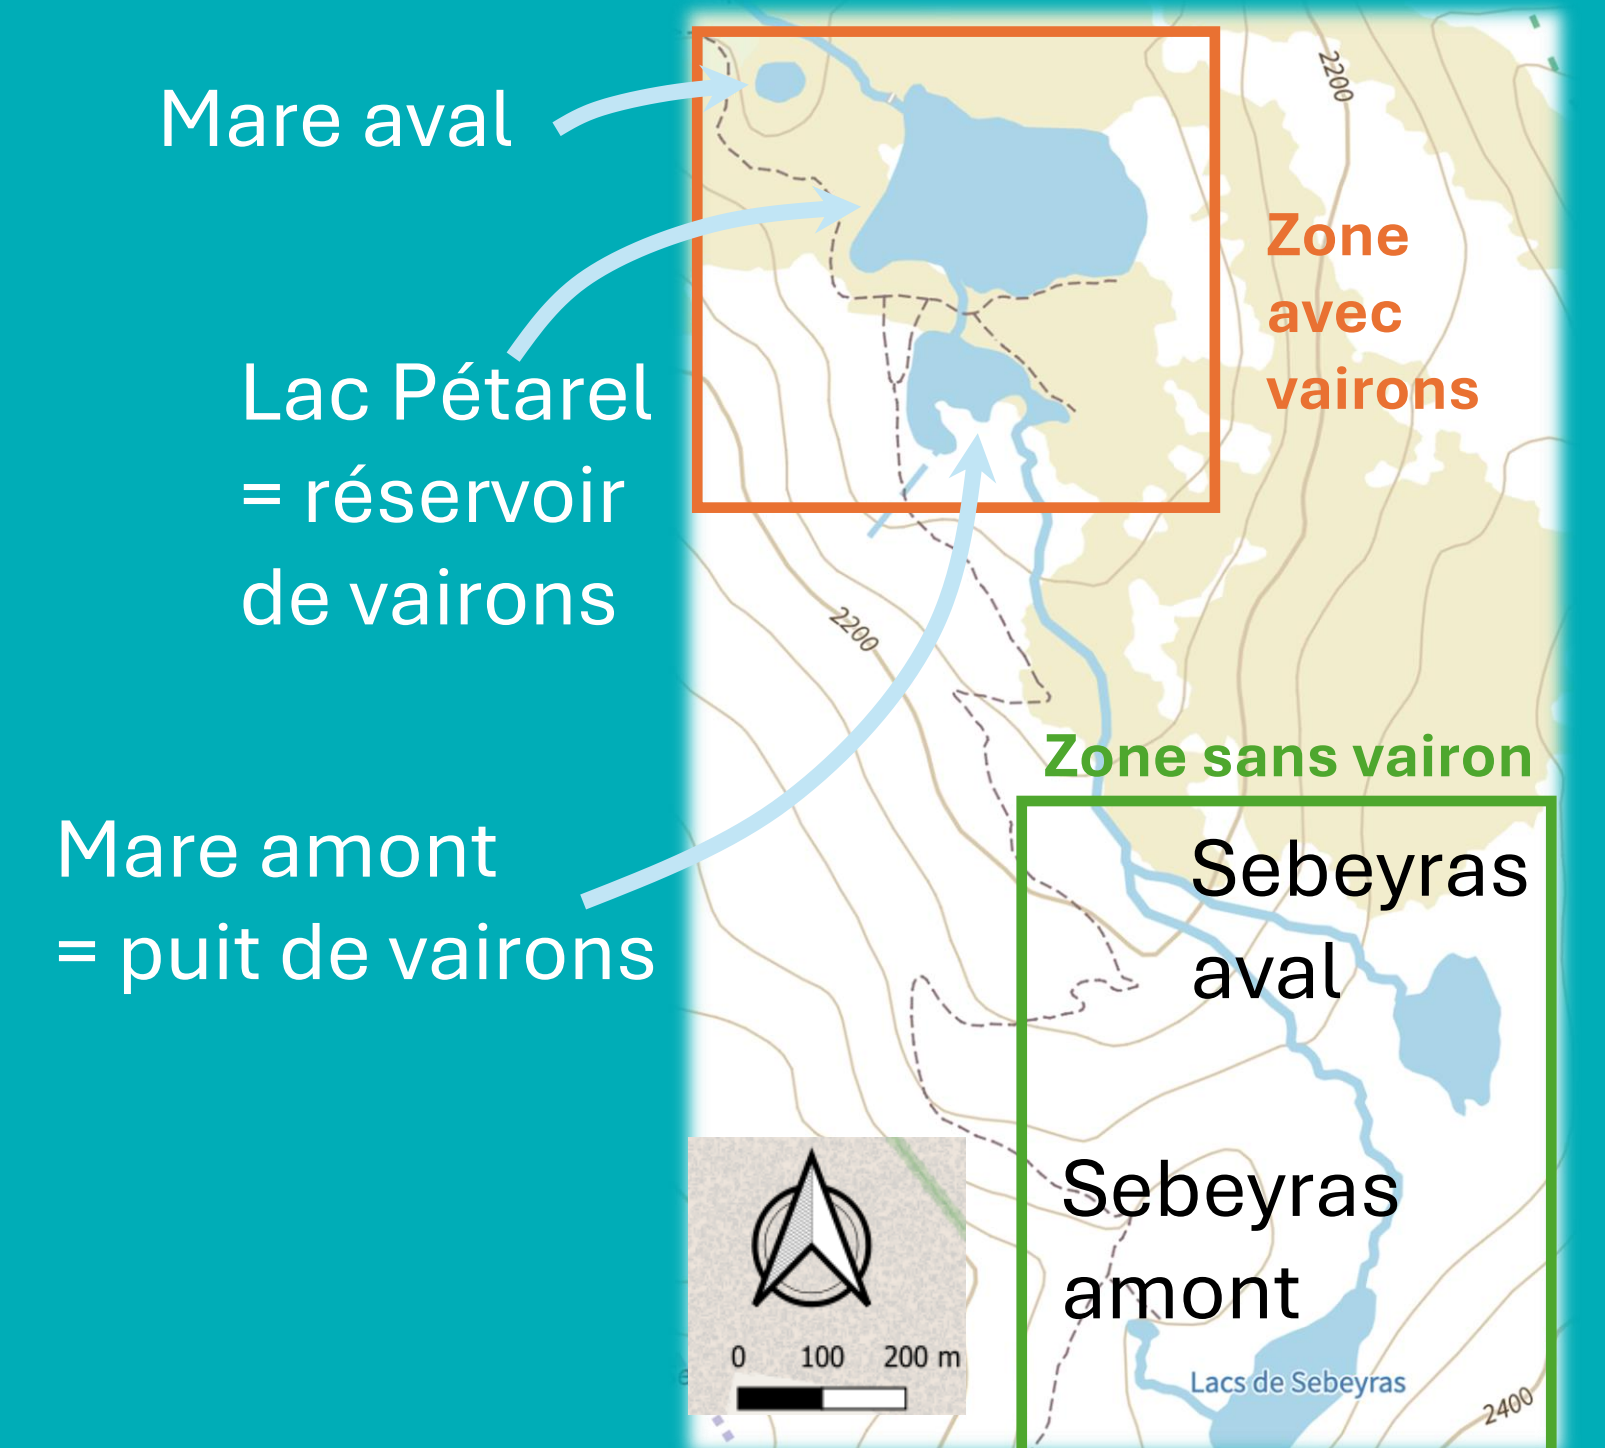 Mare aval
Lac Pétarel
= réservoir
de vairons
Mare amont
= puit de vairons
2200
Zone
avec
vairons
2200
Zone sans vairon
Sebeyras
aval
Sebeyras
amont
Lacs de Sebeyras
2400
0 100 200 m